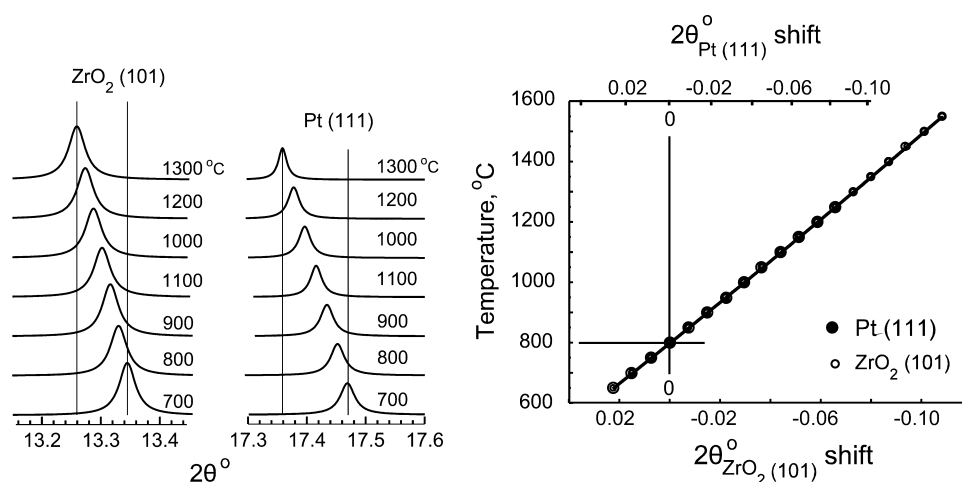 ZrO2 (101)
Pt (111)
1300 °C
1200
1000
1100
900
800
700
1300 °C
1200
1000
1100
900
800
700
13.2 13.3 13.4
17.3 17.4 17.5 17.6
2θ°
2θ°Pt (111) shift
0.02 -0.02 -0.06 -0.10
0
1600
1400
1200
1000
800
600
Temperature, °C
Pt (111)
ZrO2 (101)
0
0.02 -0.02 -0.06 -0.10
2θ°ZrO2 (101) shift